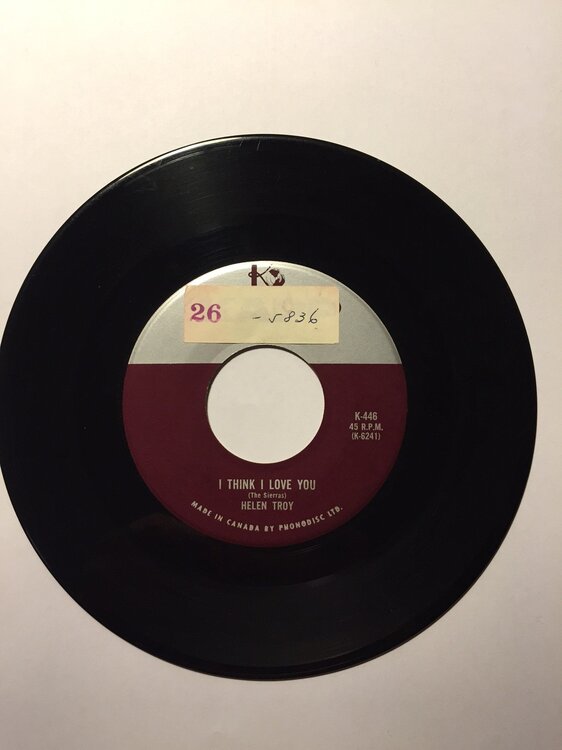 K
26 -5836
K-446
45 R.P.M.
(K-6241)
I THINK I LOVE YOU
(The Sierras)
HELEN TROY
MADE IN CANADA BY PHONODISC LTD.